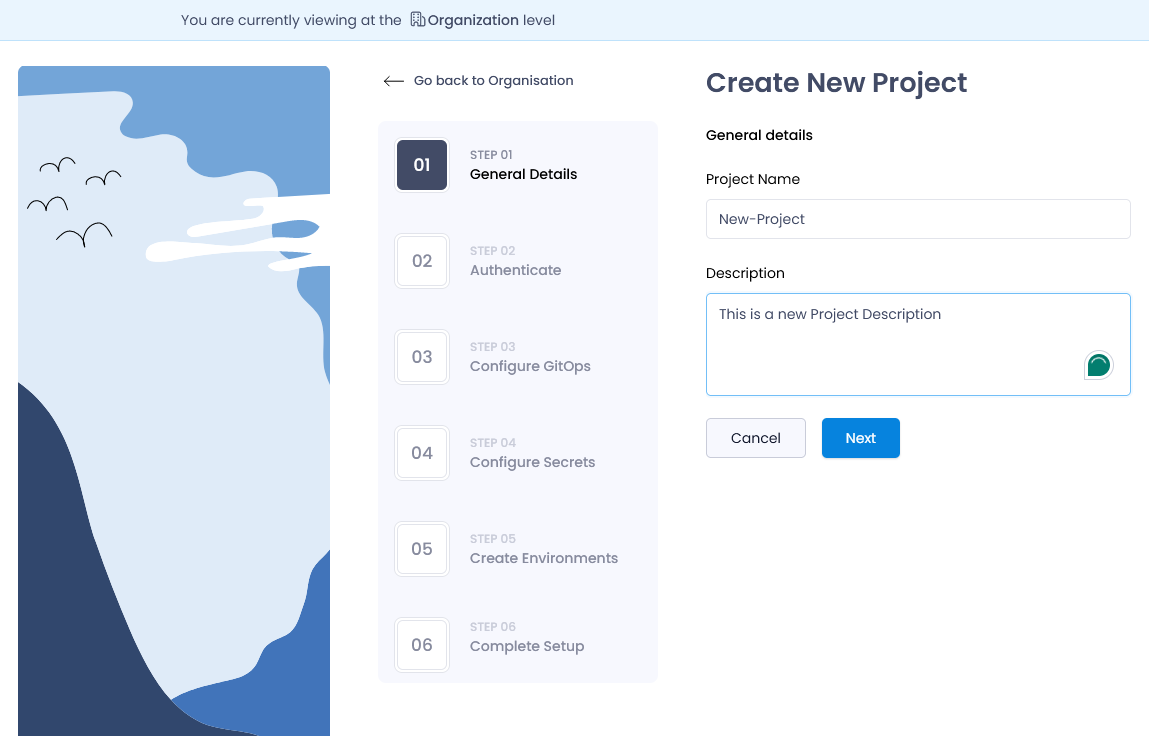 You are currently viewing at the Organization level
Go back to Organisation
01
STEP 01
General Details
02
STEP 02
Authenticate
03
STEP 03
Configure GitOps
04
STEP 04
Configure Secrets
05
STEP 05
Create Environments
06
STEP 06
Complete Setup
Create New Project
General details
Project Name
New-Project
Description
This is a new Project Description
Cancel
Next